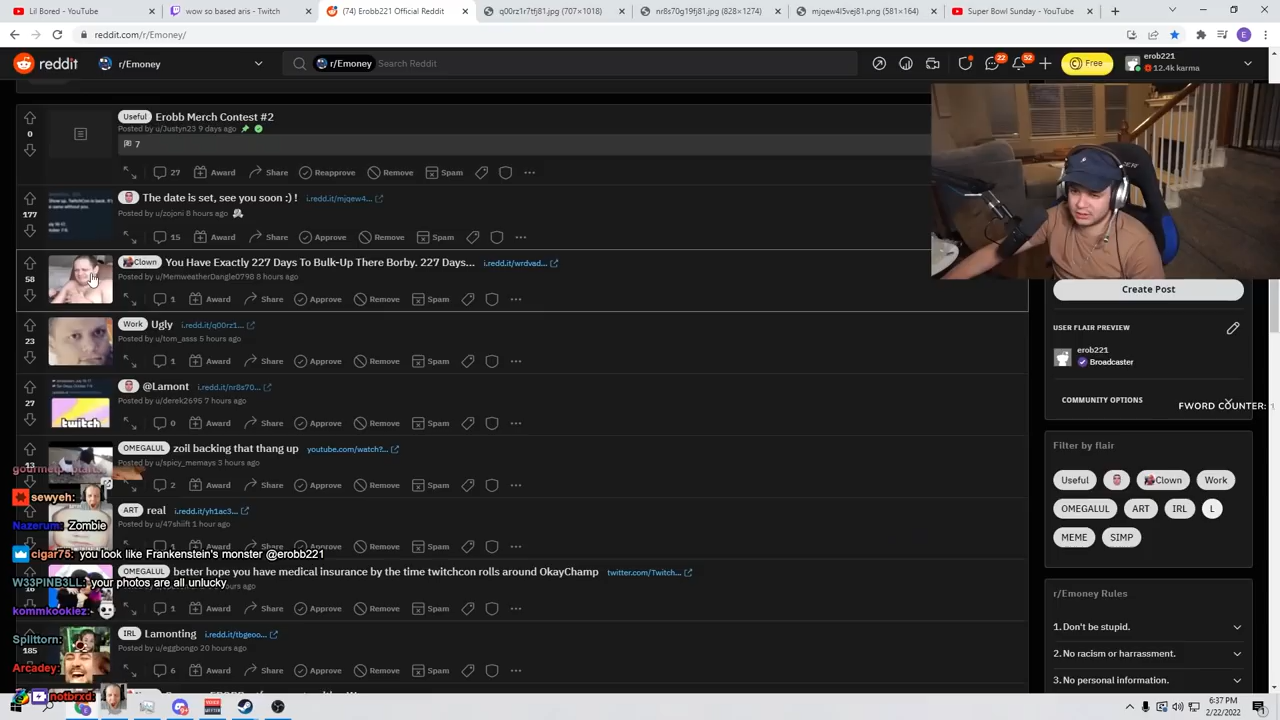 Lil Bored - YouTube
wow so based aris - Twitch
(74) Erobb221 Official Reddit
q00rz1r7tfj81.jpg (707×1018)
nr8s70g19fj81.jpg (828×1274)
mjqew4l5vej81.png (581×164)
Super Bowl Sunday - YouTube
reddit.com/r/Emoney/
E
reddit
r/Emoney
r/Emoney
Search Reddit
22
52
Free
erob221
12.4k karma
Useful
Erobb Merch Contest #2
0
Posted by u/Justyn23 9 days ago
7
27
Award
Share
Reapprove
Remove
Spam
The date is set, see you soon :) !
i.redd.it/mjqew4...
177
Posted by u/zojoni 8 hours ago
15
Award
Share
Approve
Remove
Spam
Clown
You Have Exactly 227 Days To Bulk-Up There Borby. 227 Days...
i.redd.it/wrdvad...
58
Posted by u/MemweatherDangle0798 8 hours ago
1
Award
Share
Approve
Remove
Spam
Work
Ugly
i.redd.it/q00rz1...
23
Posted by u/tom_asss 5 hours ago
1
Award
Share
Approve
Remove
Spam
@Lamont
i.redd.it/nr8s70...
27
Posted by u/derek2695 7 hours ago
twitch
0
Award
Share
Approve
Remove
Spam
OMEGALUL
zoil backing that thang up
youtube.com/watch?...
Posted by u/spicy_memays 3 hours ago
2
Award
Share
Approve
Remove
Spam
sewyeh:
ART
real
i.redd.it/yh1ac3...
Nazerum: Zombie
Posted by u/47shiift 1 hour ago
Award
Share
Approve
Remove
Spam
cigar75: you look like Frankenstein's monster @erobb221
OMEGALUL
better hope you have medical insurance by the time twitchcon rolls around OkayChamp
twitter.com/Twitch...
W33PINB3LL: your photos are all unlucky
hours ago
kommkookiez:
1
Award
Share
Approve
Remove
Spam
Splittorn:
IRL
Lamonting
i.redd.it/tbgeoo...
185
Posted by u/eggbongo 20 hours ago
Arcadey:
6
Award
Share
Approve
Remove
Spam
notbrxd:
Create Post
USER FLAIR PREVIEW
erob221
Broadcaster
COMMUNITY OPTIONS
FWORD COUNTER:
Filter by flair
Useful
Clown
Work
OMEGALUL
ART
IRL
L
MEME
SIMP
r/Emoney Rules
1. Don't be stupid.
2. No racism or harrassment.
3. No personal information.
6:37 PM
2/22/2022